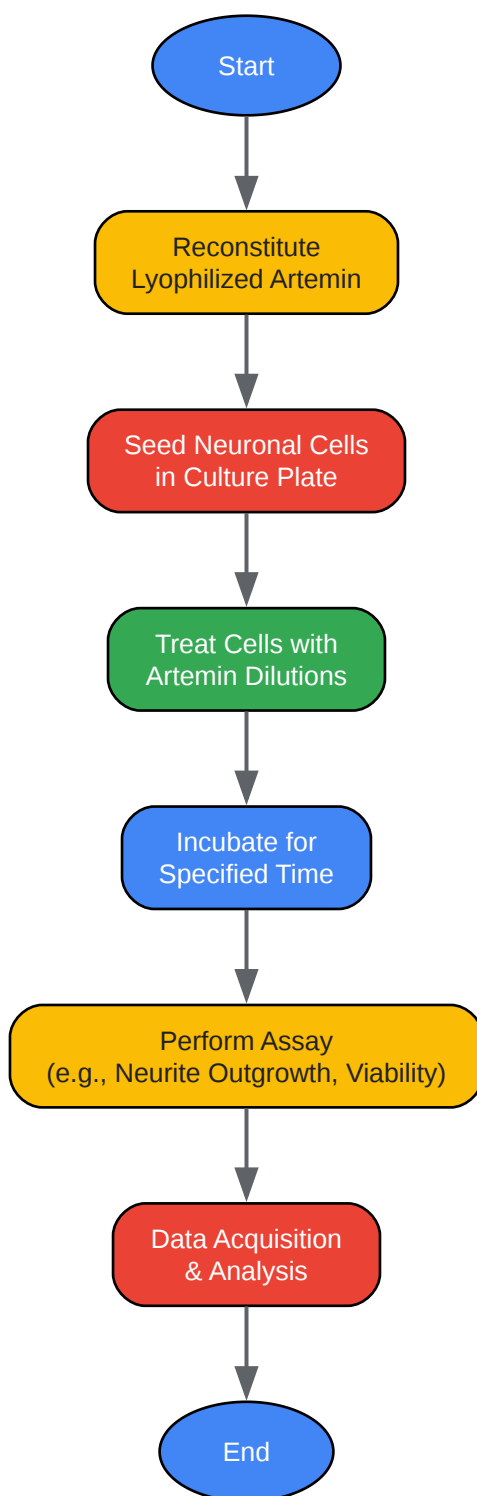 Start
Reconstitute
Lyophilized Artemin
Seed Neuronal Cells
in Culture Plate
Treat Cells with
Artemin Dilutions
Incubate for
Specified Time
Perform Assay
(e.g., Neurite Outgrowth, Viability)
Data Acquisition
& Analysis
End